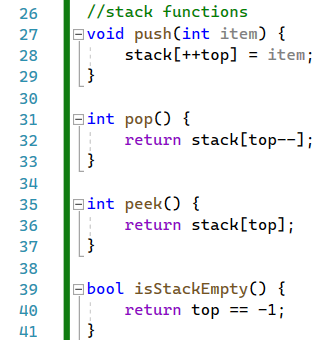 26 //stack functions
27 void push(int item) {
28 stack[++top] = item;
29 }
30
31 int pop() {
32 return stack[top--];
33 }
34
35 int peek() {
36 return stack[top];
37 }
38
39 bool isStackEmpty() {
40 return top == -1;
41 }